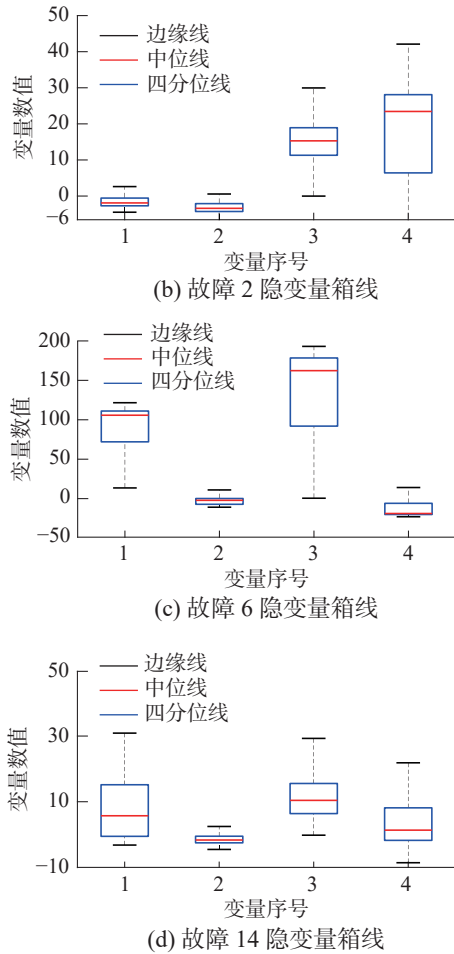 50
40
30
20
10
0
−6
变量数值
边缘线
中位线
四分位线
1 2 3 4
变量序号
(b) 故障 2 隐变量箱线
200
150
100
50
0
−50
变量数值
边缘线
中位线
四分位线
1 2 3 4
变量序号
(c) 故障 6 隐变量箱线
50
30
10
−10
变量数值
边缘线
中位线
四分位线
1 2 3 4
变量序号
(d) 故障 14 隐变量箱线